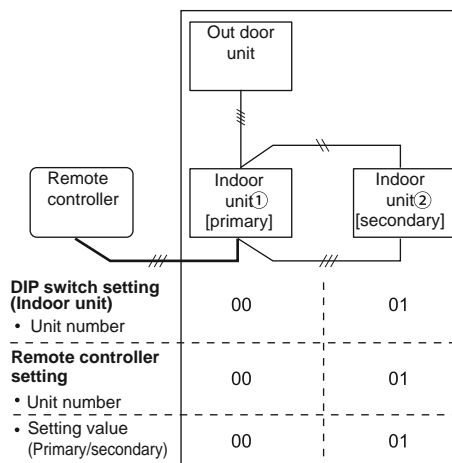 Out door
unit
Remote
controller
Indoor
unit①
[primary]
Indoor
unit②
[secondary]
DIP switch setting
(Indoor unit)
• Unit number
00
01
Remote controller
setting
• Unit number
00
01
• Setting value
(Primary/secondary)
00
01